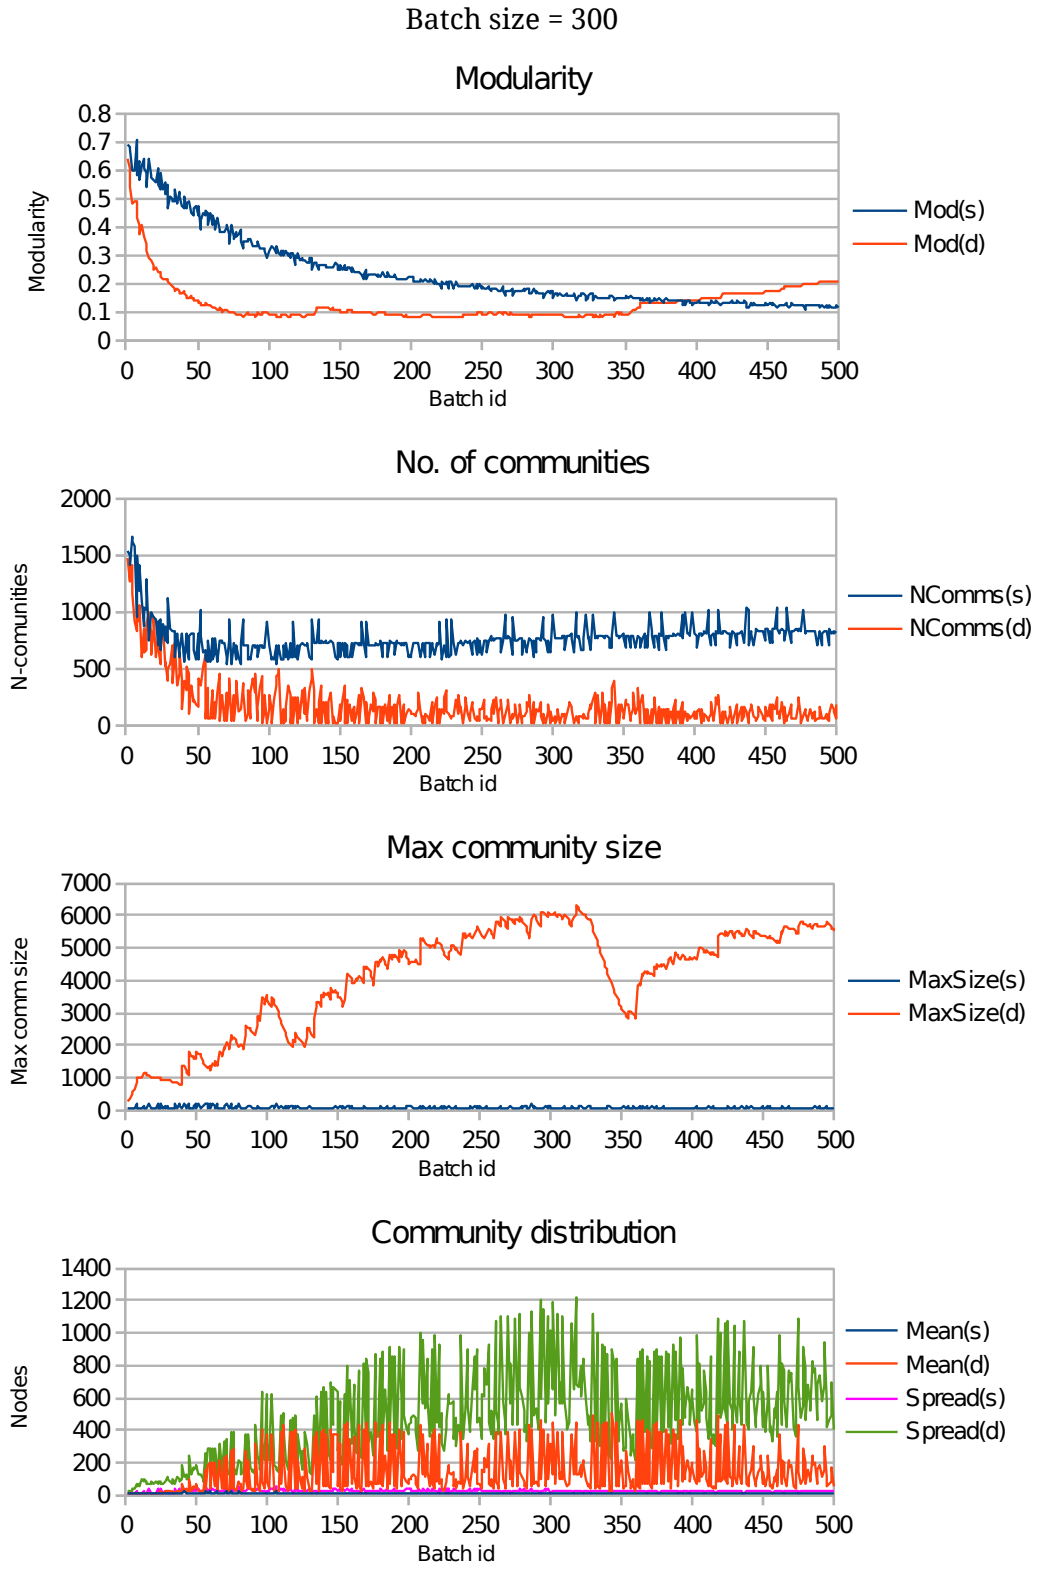 Batch size = 300
Modularity
0.8
0.7
0.6
0.5
0.4
0.3
0.2
0.1
0
Modularity
0 50 100 150 200 250 300 350 400 450 500
Batch id
Mod(s)
Mod(d)
No. of communities
2000
1500
1000
500
0
N-comunities
0 50 100 150 200 250 300 350 400 450 500
Batch id
NComms(s)
NComms(d)
Max community size
7000
6000
5000
4000
3000
2000
1000
0
Max comm size
0 50 100 150 200 250 300 350 400 450 500
Batch id
MaxSize(s)
MaxSize(d)
Community distribution
1400
1200
1000
800
600
400
200
0
Nodes
0 50 100 150 200 250 300 350 400 450 500
Batch id
Mean(s)
Mean(d)
Spread(s)
Spread(d)